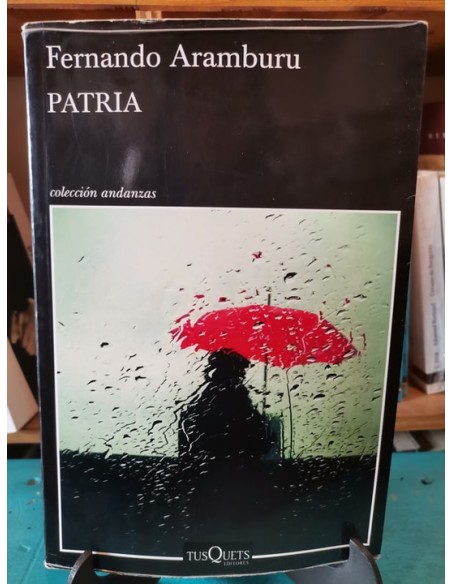 Fernando Aramburu
PATRIA
colección andanzas
TUSQUETS
EDITORES